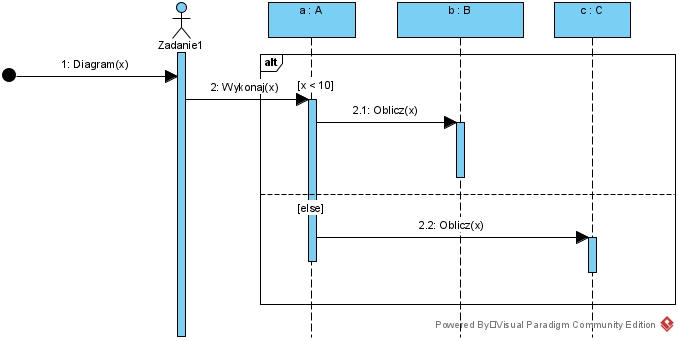 a : A
b : B
c : C
Zadanie1
alt
1: Diagram(x)
2: Wykonaj(x)
[x < 10]
2.1: Oblicz(x)
[else]
2.2: Oblicz(x)
Powered By Visual Paradigm Community Edition